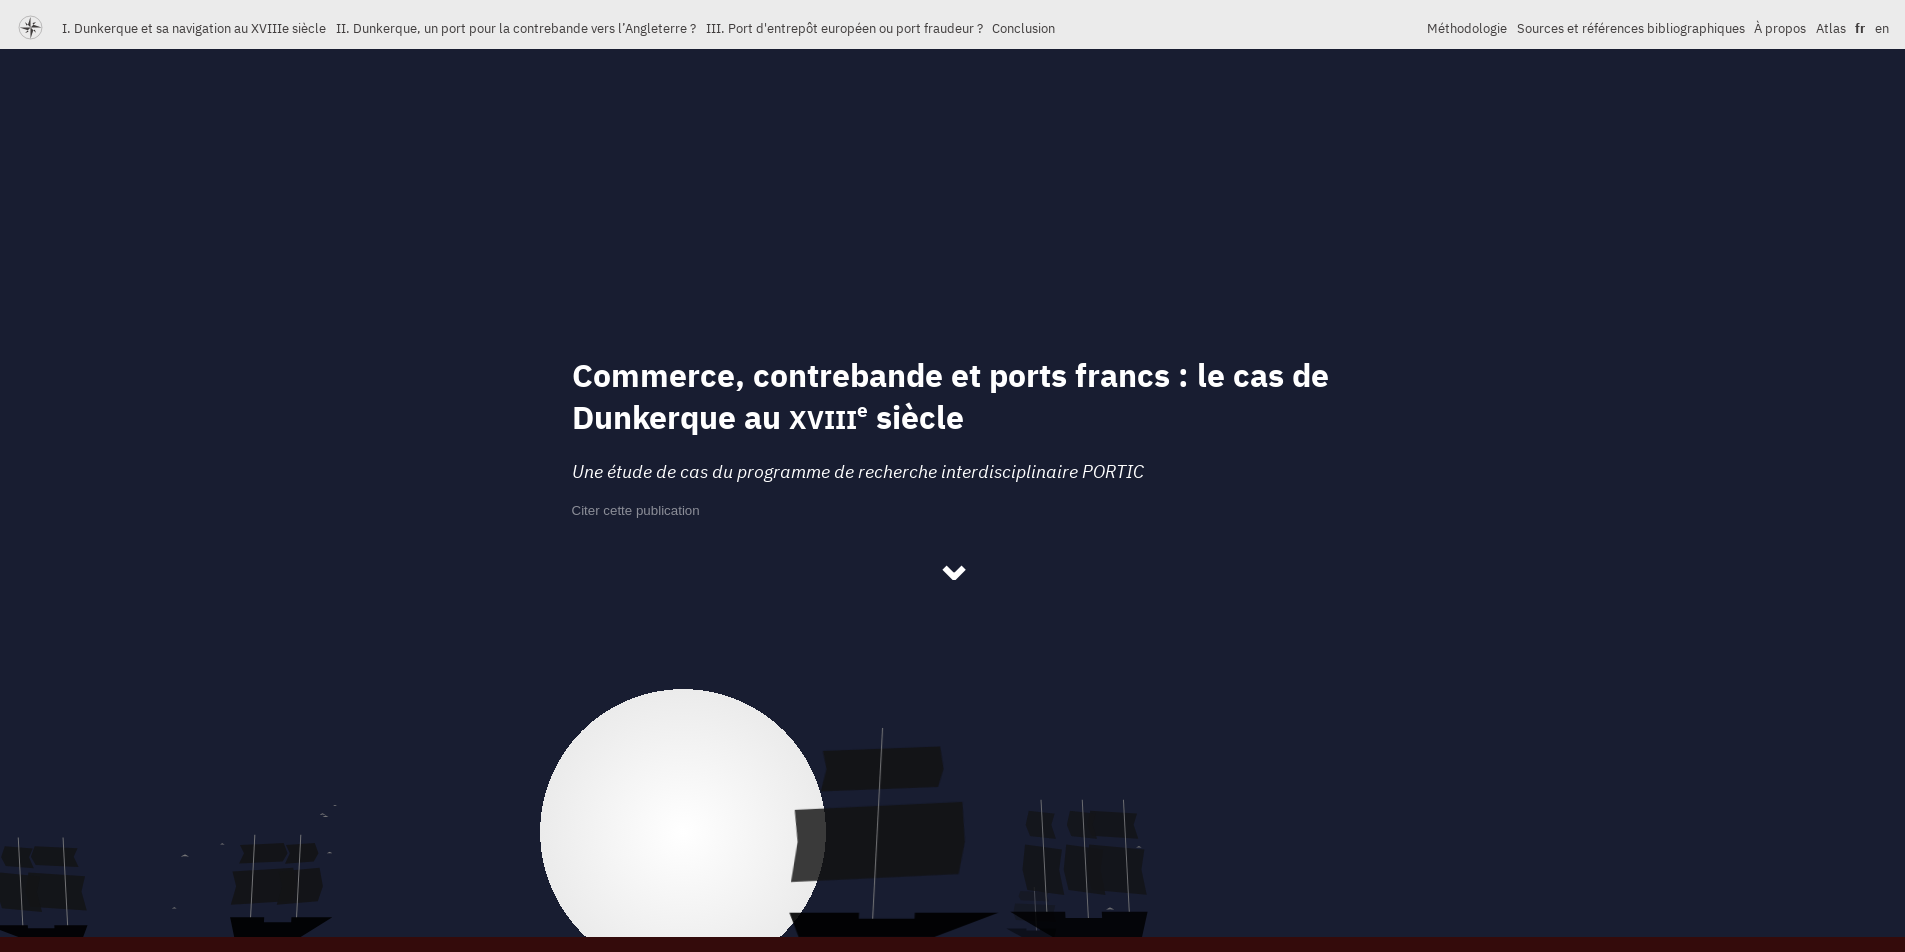 I. Dunkerque et sa navigation au XVIIIe siècle II. Dunkerque, un port pour la contrebande vers l'Angleterre ? III. Port d'entrepôt européen ou port fraudeur ? Conclusion Méthodologie Sources et références bibliographiques À propos Atlas fr en
Commerce, contrebande et ports francs : le cas de
Dunkerque au XVIIIe siècle
Une étude de cas du programme de recherche interdisciplinaire PORTIC
Citer cette publication